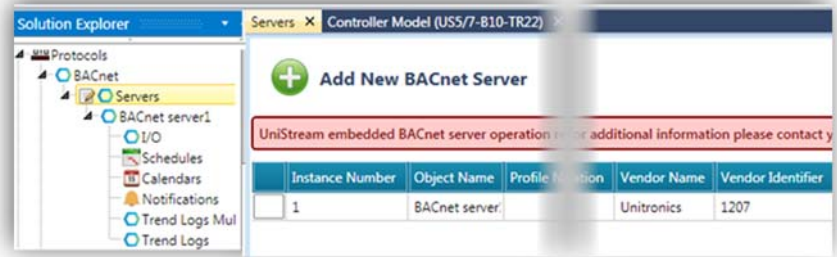 Solution Explorer
Servers X Controller Model (US5/7-B10-TR22)
Protocols
BACnet
Servers
BACnet server1
I/O
Schedules
Calendars
Notifications
Trend Logs Mul
Trend Logs
Add New BACnet Server
UniStream embedded BACnet server operation additional information please contact
Instance Number Object Name Profile Vendor Name Vendor Identifier
1 BACnet server Unitronics 1207